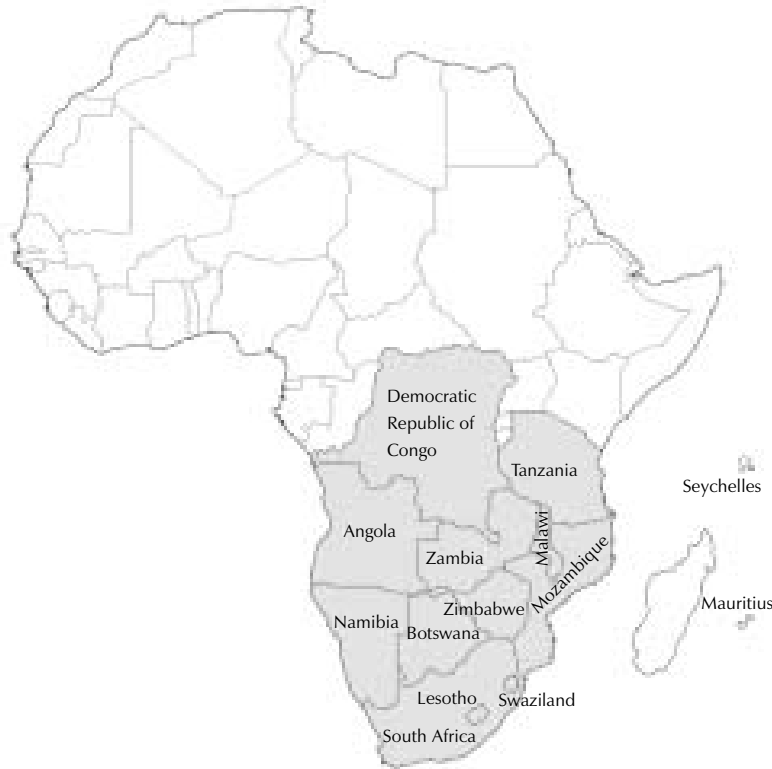 Democratic
Republic of
Congo
Tanzania
Seychelles
Angola
Malawi
Zambia
Mozambique
Mauritius
Zimbabwe
Namibia
Botswana
Lesotho
Swaziland
South Africa